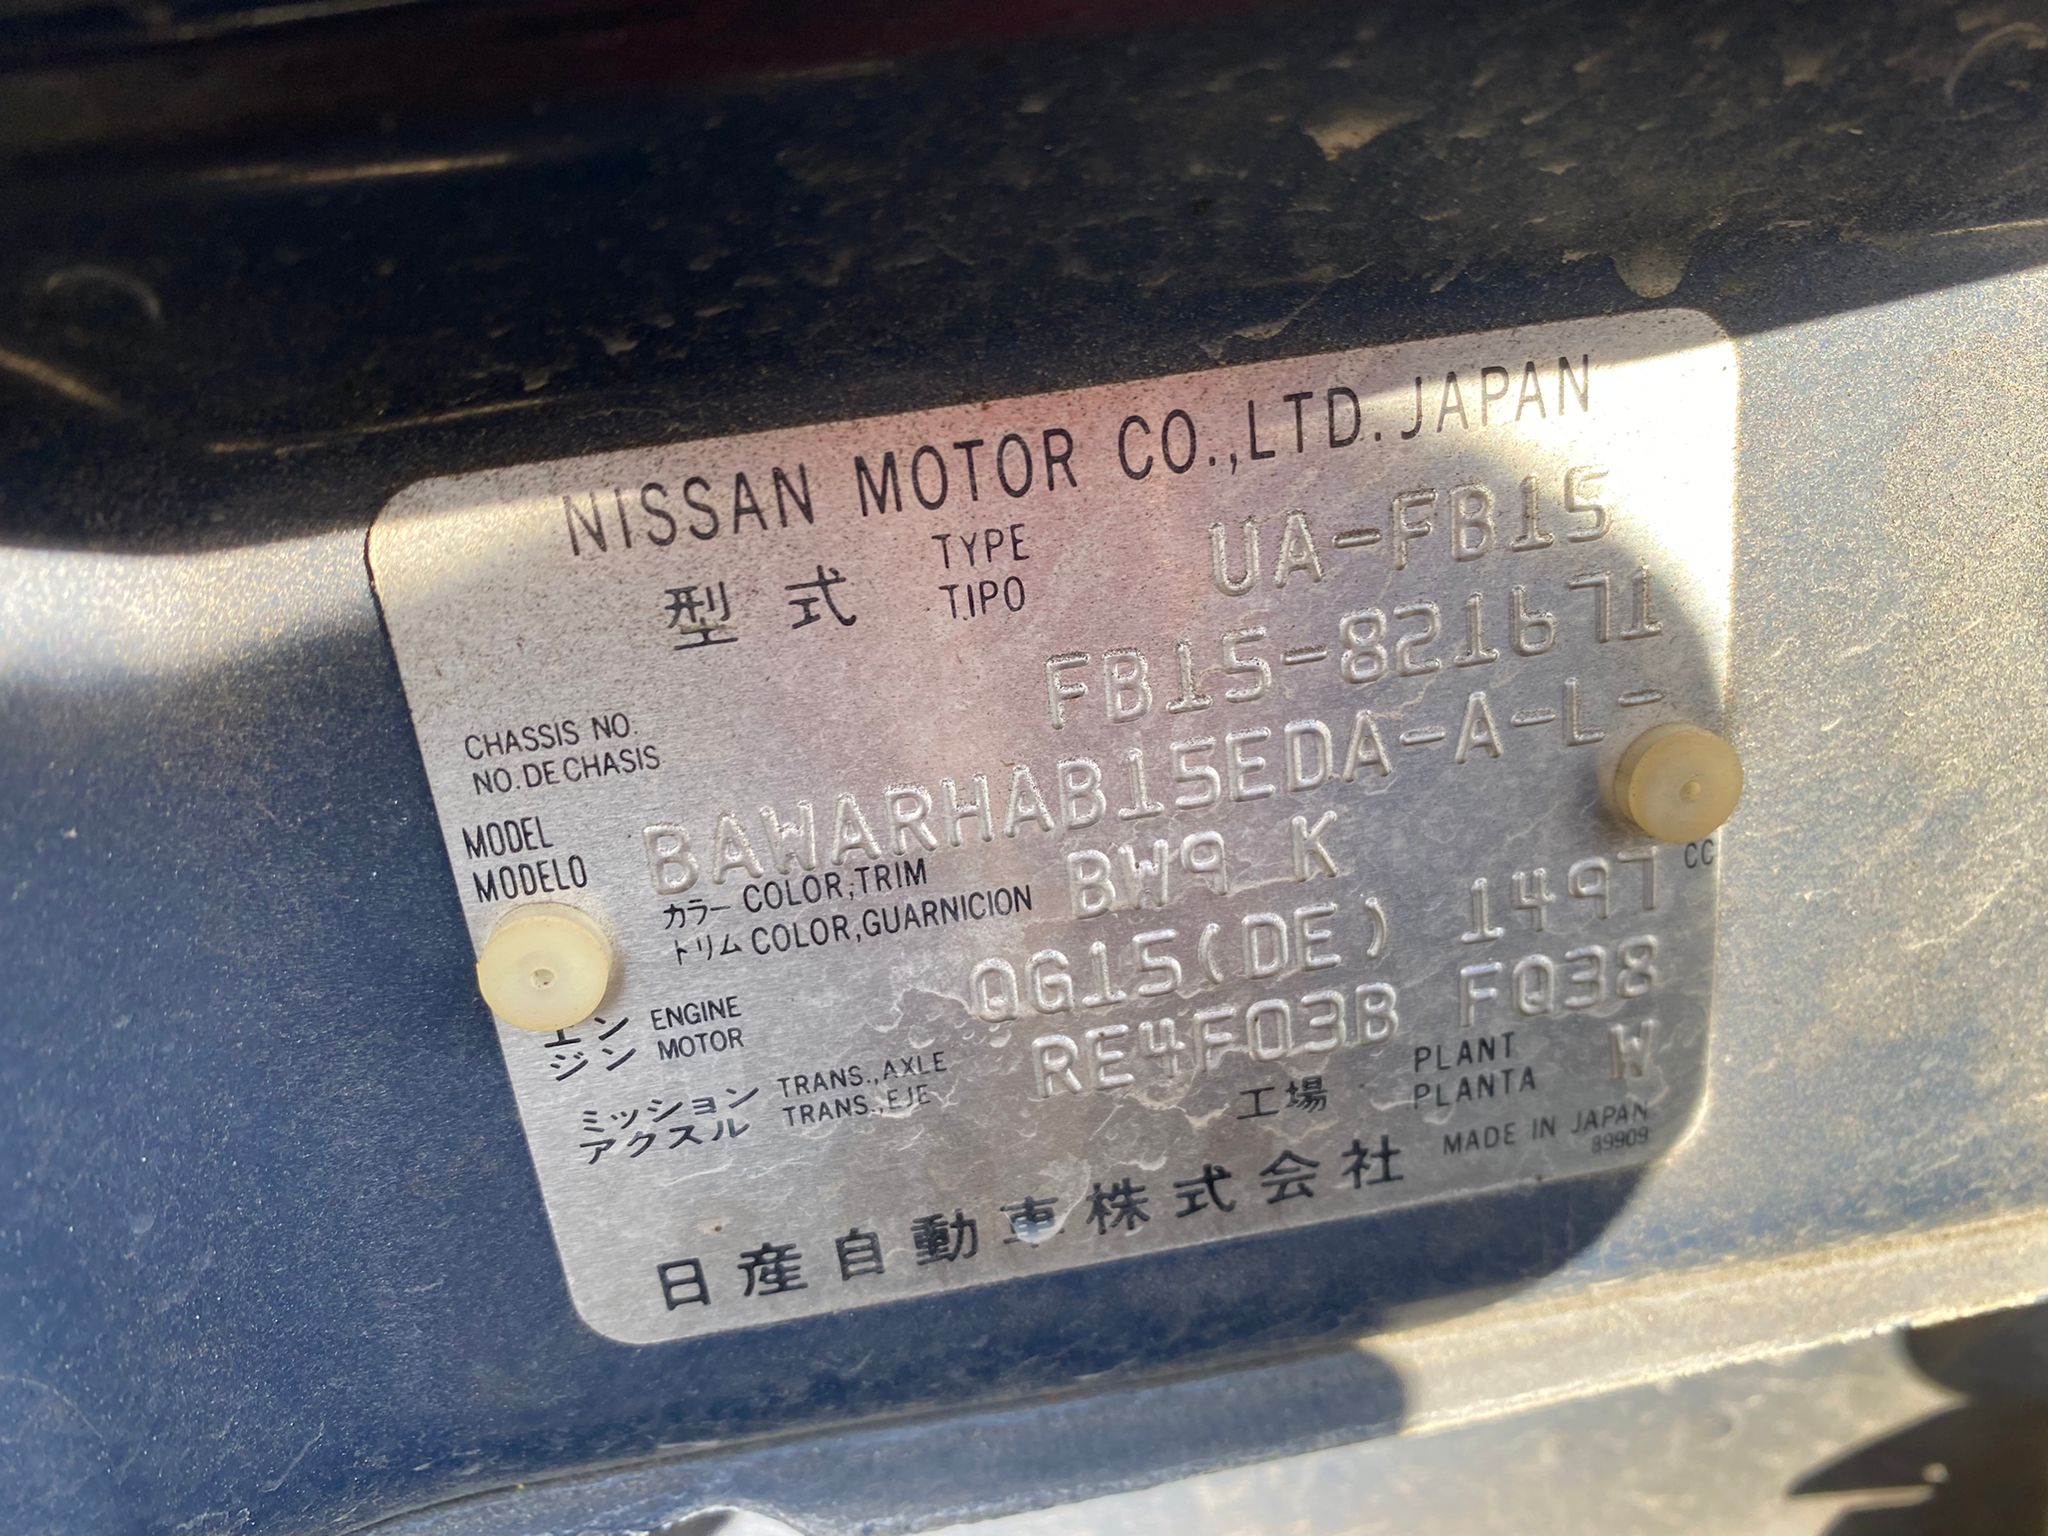 NISSAN MOTOR CO.,LTD. JAPAN
型式 TYPE TIPO UA-FB15
CHASSIS NO. NO. DE CHASIS FB15-821671
MODEL MODELO BAWARHAB15EDA-A-L-
カラー COLOR,TRIM
トリム COLOR,GUARNICION BW9 K
エンジン ENGINE MOTOR QG15(DE) 1497 CC
ミッション TRANS.,AXLE
アクスル TRANS.,EJE RE4F03B FQ38
工場 PLANT PLANTA W
MADE IN JAPAN
89909
日産自動車株式会社